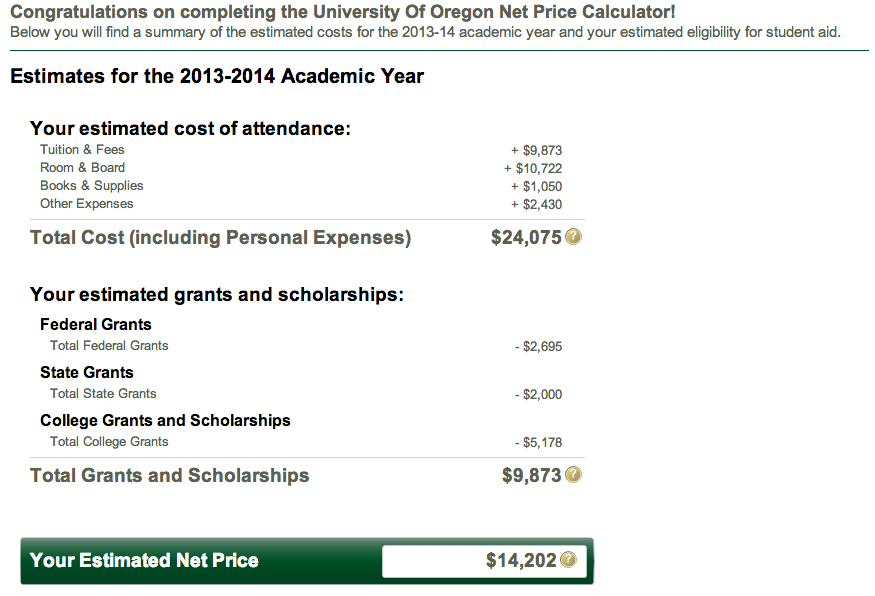 Congratulations on completing the University Of Oregon Net Price Calculator!
Below you will find a summary of the estimated costs for the 2013-14 academic year and your estimated eligibility for student aid.
Estimates for the 2013-2014 Academic Year
Your estimated cost of attendance:
Tuition & Fees + $9,873
Room & Board + $10,722
Books & Supplies + $1,050
Other Expenses + $2,430
Total Cost (including Personal Expenses) $24,075 ?
Your estimated grants and scholarships:
Federal Grants
Total Federal Grants - $2,695
State Grants
Total State Grants - $2,000
College Grants and Scholarships
Total College Grants - $5,178
Total Grants and Scholarships $9,873 ?
Your Estimated Net Price $14,202 ?